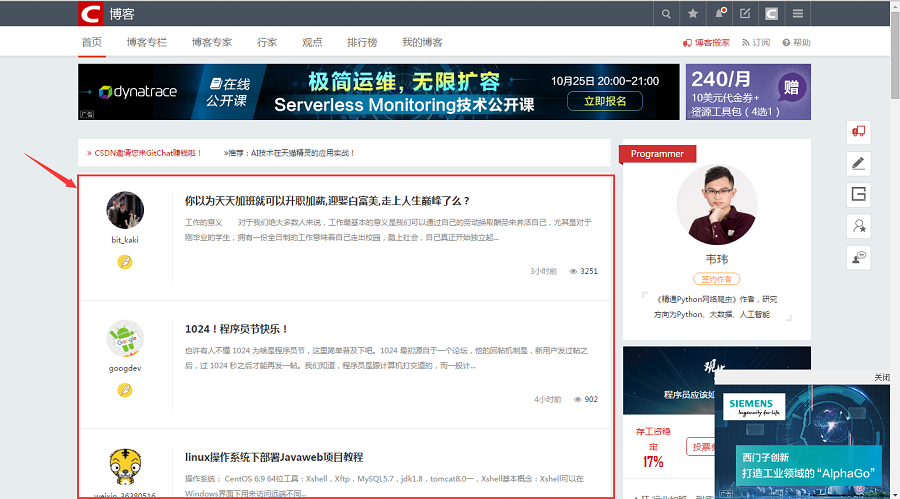 C 博客
首页 博客专栏 博客专家 行家 观点 排行榜 我的博客 博客搬家 订阅 帮助
dynatrace
在线
公开课
极简运维，无限扩容
Serverless Monitoring技术公开课
10月25日 20:00~21:00
立即报名
广告
240/月
10美元代金券+
资源工具包（4选1）
赠
» CSDN邀请您来GitChat赚钱啦！ »推荐：AI技术在天猫精灵的应用实战！
你以为天天加班就可以升职加薪,迎娶白富美,走上人生巅峰了么？
工作的意义 对于我们绝大多数人来说，工作最基本的意义是我们可以通过自己的劳动换取酬劳来养活自己，尤其是对于
刚毕业的学生，拥有一份全日制的工作意味着自己走出校园，踏上社会，自己真正开始独立起...
bit_kaki
3小时前 3251
1024！程序员节快乐！
也许有人不懂 1024 为啥是程序员节，这里简单普及下吧。1024 最初源自于一个论坛，他的回帖机制是，新用户发过帖之
后，过 1024 秒之后才能再发一帖。我们知道，程序员是跟计算机打交道的，而一般计...
googdev
4小时前 902
linux操作系统下部署Javaweb项目教程
操作系统： CentOS 6.9 64位工具：Xshell，Xftp，MySQL5.7，jdk1.8，tomcat8.0一，Xshell基本概念：Xshell可以在
Windows界面下用来访问远端不同...
weixin_36380516
Programmer
韦玮
签约作者
《精通Python网络爬虫》作者，研究
方向为Python、大数据、人工智能
程序员应该如
存工资稳
定
17%
关闭
SIEMENS
Ingenuity for life
西门子创新
打造工业领域的“AlphaGo”
广告